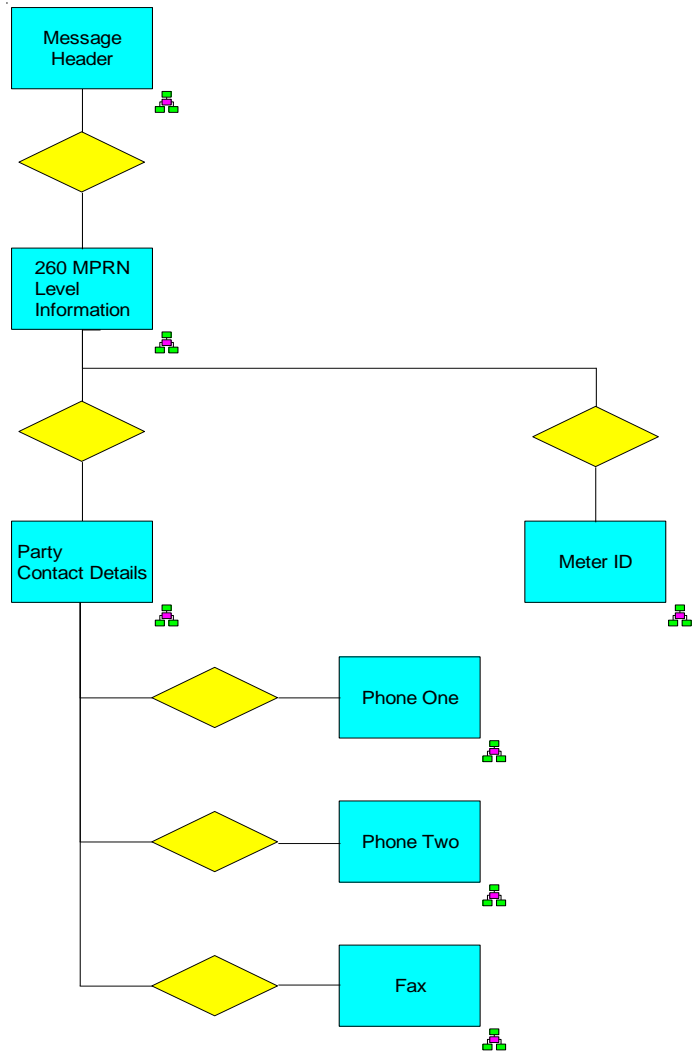 Message
Header
260 MPRN
Level
Information
Party
Contact Details
Meter ID
Phone One
Phone Two
Fax